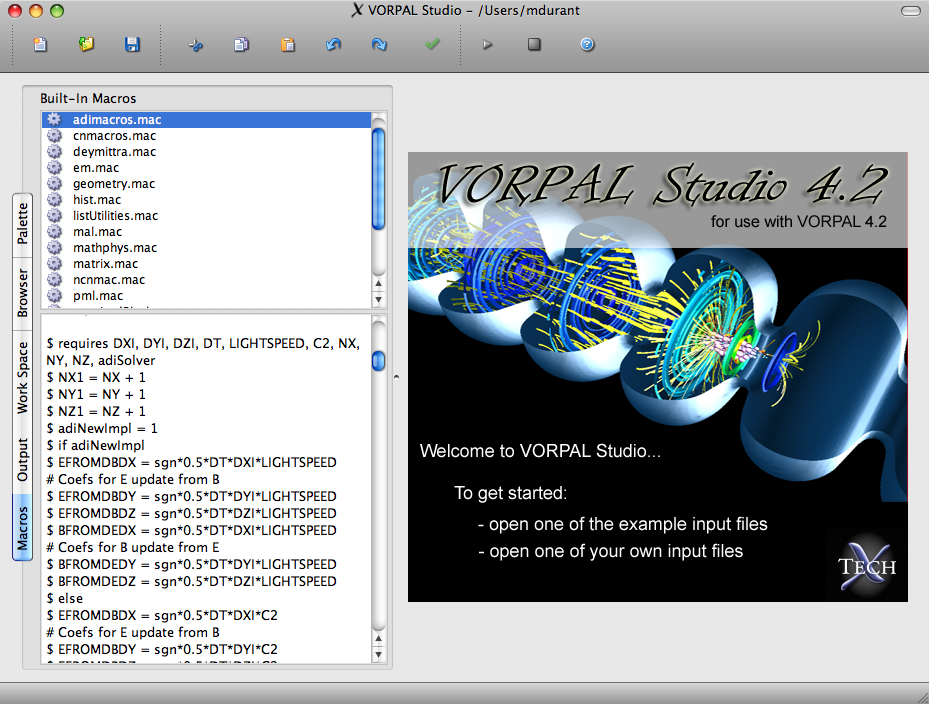 VORPAL Studio - /Users/mdurant
Built-In Macros
adimacros.mac
cnmacros.mac
deymittra.mac
em.mac
geometry.mac
hist.mac
listUtilities.mac
mal.mac
mathphys.mac
matrix.mac
ncnmac.mac
pml.mac
Palette
Browser
Work Space
Output
Macros
$ requires DXI, DYI, DZI, DT, LIGHTSPEED, C2, NX,
NY, NZ, adiSolver
$ NX1 = NX + 1
$ NY1 = NY + 1
$ NZ1 = NZ + 1
$ adiNewImpl = 1
$ if adiNewImpl
$ EFROMDBDX = sgn*0.5*DT*DXI*LIGHTSPEED
# Coefs for E update from B
$ EFROMDBDY = sgn*0.5*DT*DYI*LIGHTSPEED
$ EFROMDBDZ = sgn*0.5*DT*DZI*LIGHTSPEED
$ BFROMDEDX = sgn*0.5*DT*DXI*LIGHTSPEED
# Coefs for B update from E
$ BFROMDEDY = sgn*0.5*DT*DYI*LIGHTSPEED
$ BFROMDEDZ = sgn*0.5*DT*DZI*LIGHTSPEED
$ else
$ EFROMDBDX = sgn*0.5*DT*DXI*C2
# Coefs for E update from B
$ EFROMDBDY = sgn*0.5*DT*DYI*C2
VORPAL Studio 4.2
for use with VORPAL 4.2
Welcome to VORPAL Studio...
To get started:
- open one of the example input files
- open one of your own input files
TECH X